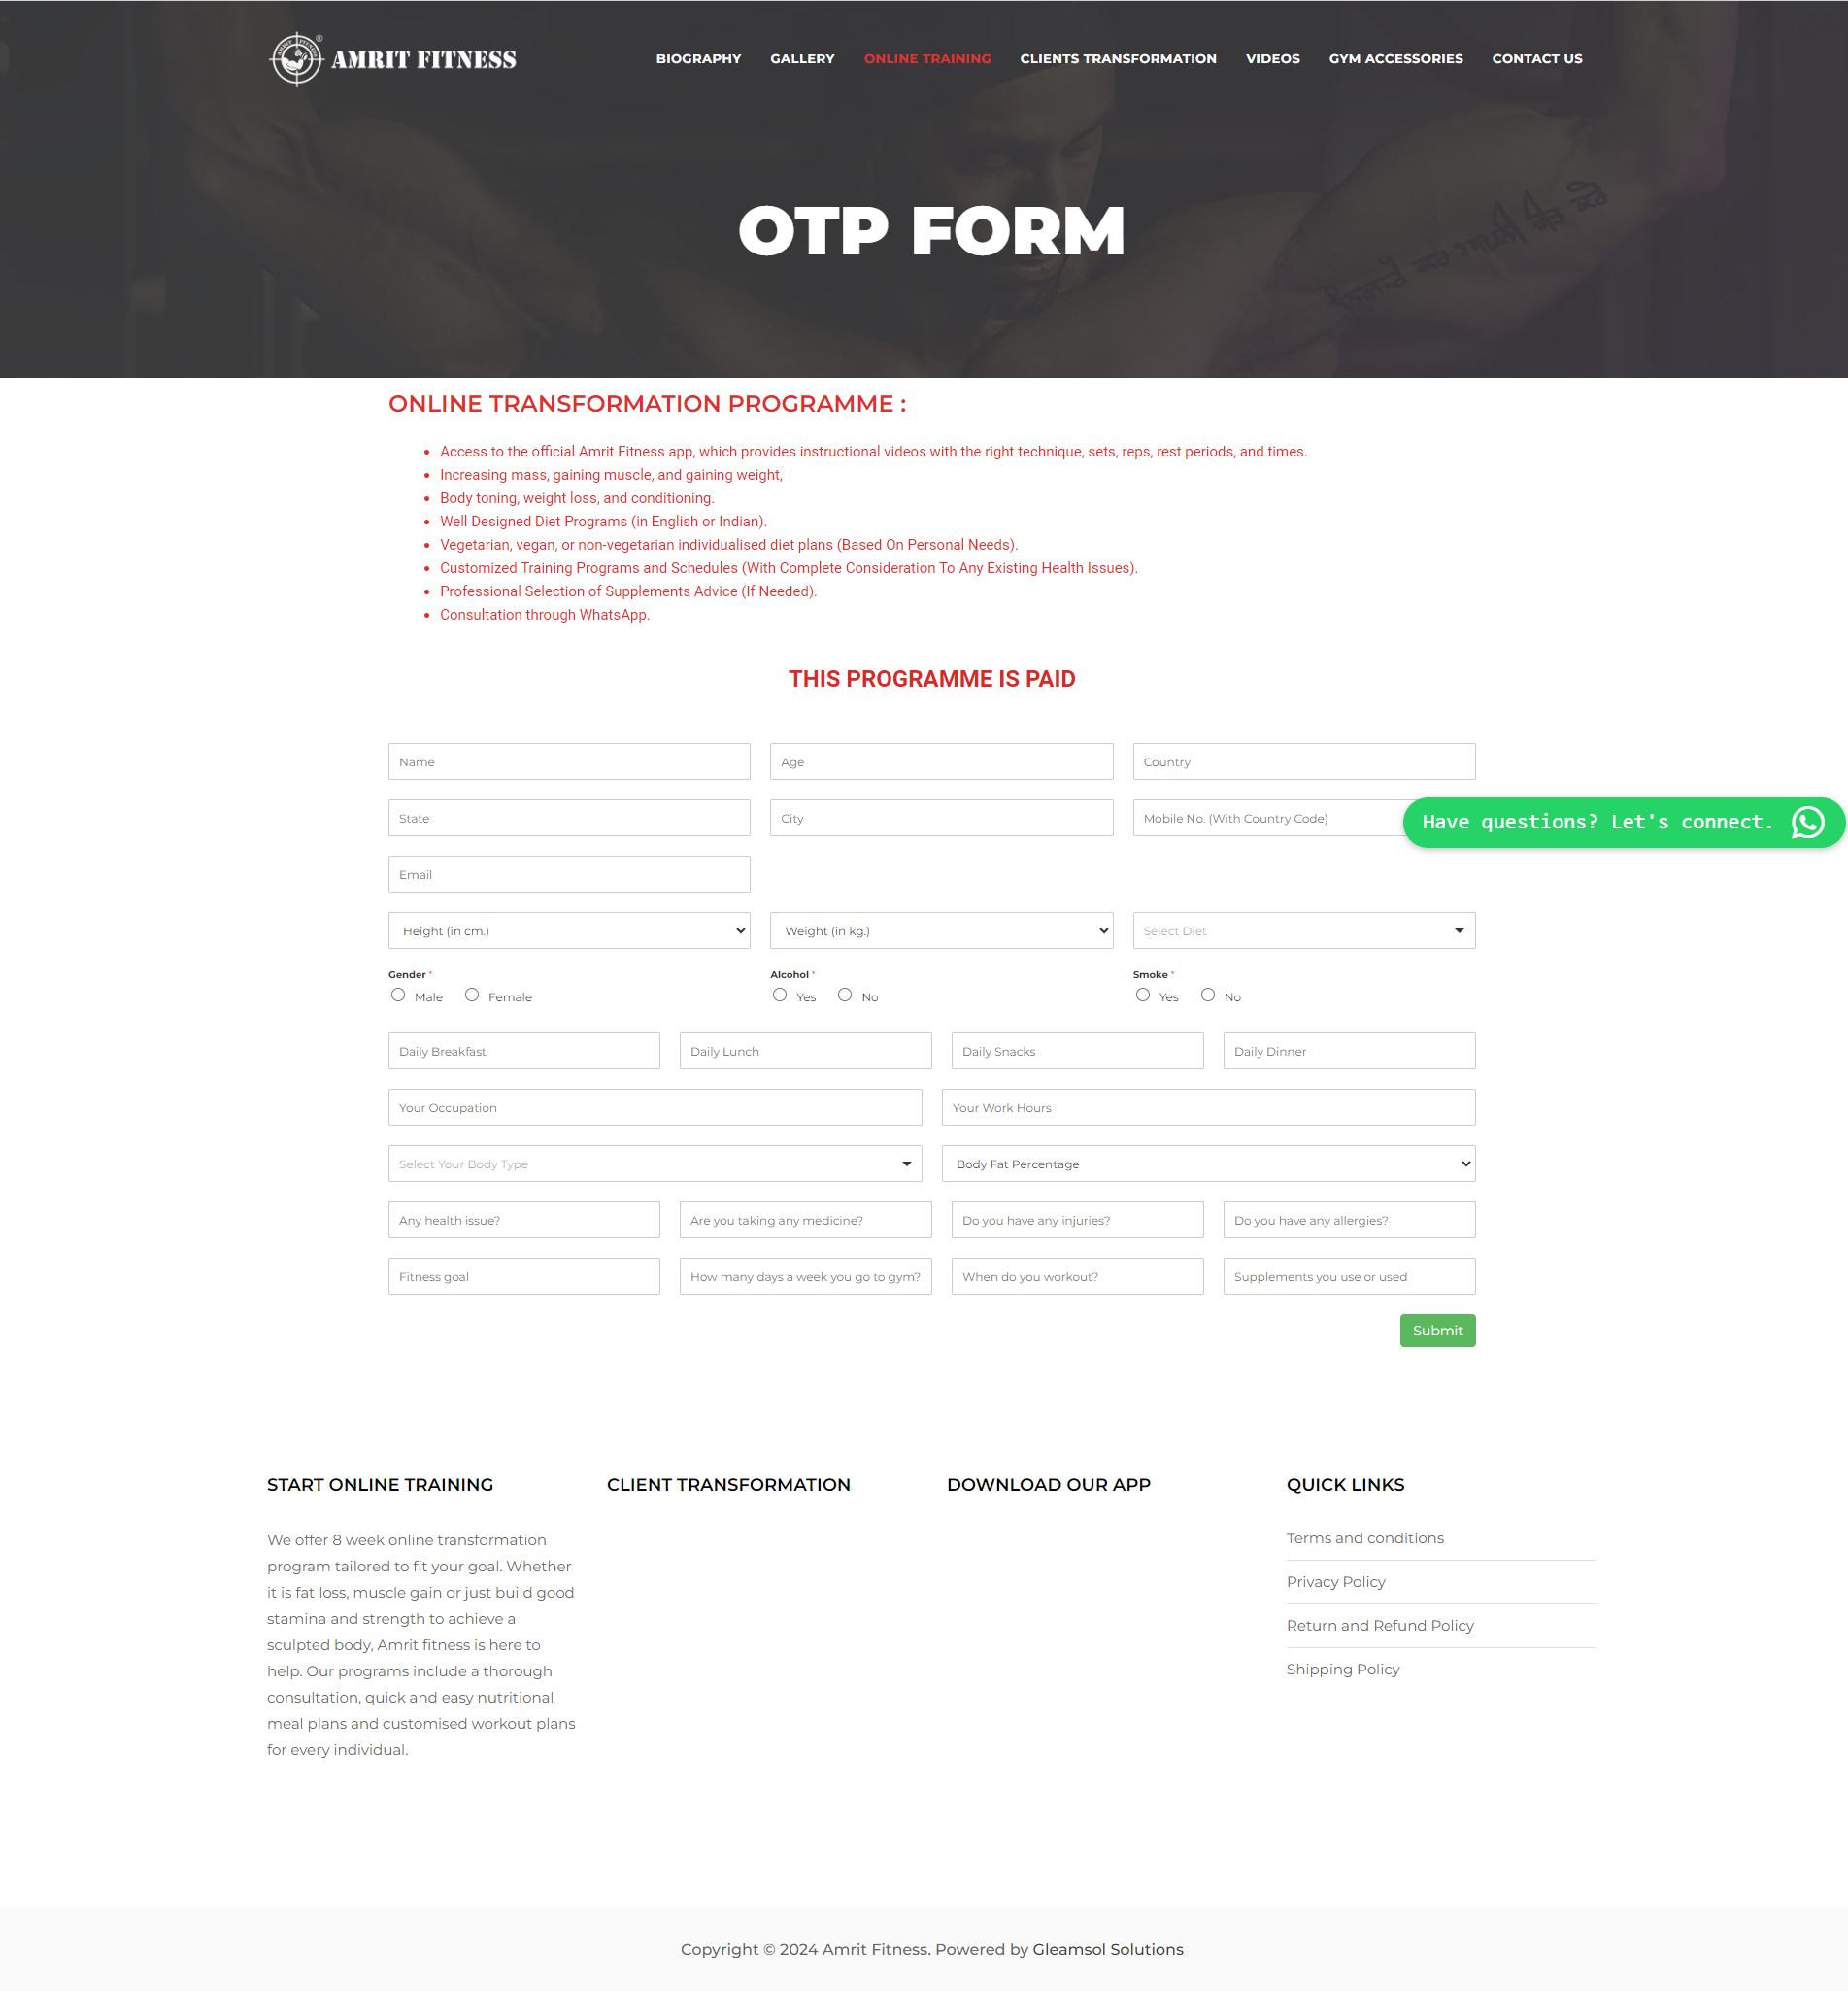 AMRIT FITNESS
BIOGRAPHY GALLERY ONLINE TRAINING CLIENTS TRANSFORMATION VIDEOS GYM ACCESSORIES CONTACT US
OTP FORM
ONLINE TRANSFORMATION PROGRAMME :
• Access to the official Amrit Fitness app, which provides instructional videos with the right technique, sets, reps, rest periods, and times.
• Increasing mass, gaining muscle, and gaining weight,
• Body toning, weight loss, and conditioning.
• Well Designed Diet Programs (in English or Indian).
• Vegetarian, vegan, or non-vegetarian individualised diet plans (Based On Personal Needs).
• Customized Training Programs and Schedules (With Complete Consideration To Any Existing Health Issues).
• Professional Selection of Supplements Advice (If Needed).
• Consultation through WhatsApp.
THIS PROGRAMME IS PAID
Name Age Country
State City Mobile No. (With Country Code)
Have questions? Let's connect.
Email
Height (in cm.) Weight (in kg.) Select Diet
Gender * Alcohol * Smoke *
Male Female Yes No Yes No
Daily Breakfast Daily Lunch Daily Snacks Daily Dinner
Your Occupation Your Work Hours
Select Your Body Type Body Fat Percentage
Any health issue? Are you taking any medicine? Do you have any injuries? Do you have any allergies?
Fitness goal How many days a week you go to gym? When do you workout? Supplements you use or used
Submit
START ONLINE TRAINING
We offer 8 week online transformation
program tailored to fit your goal. Whether
it is fat loss, muscle gain or just build good
stamina and strength to achieve a
sculpted body, Amrit fitness is here to
help. Our programs include a thorough
consultation, quick and easy nutritional
meal plans and customised workout plans
for every individual.
CLIENT TRANSFORMATION
DOWNLOAD OUR APP
QUICK LINKS
Terms and conditions
Privacy Policy
Return and Refund Policy
Shipping Policy
Copyright © 2024 Amrit Fitness. Powered by Gleamsol Solutions